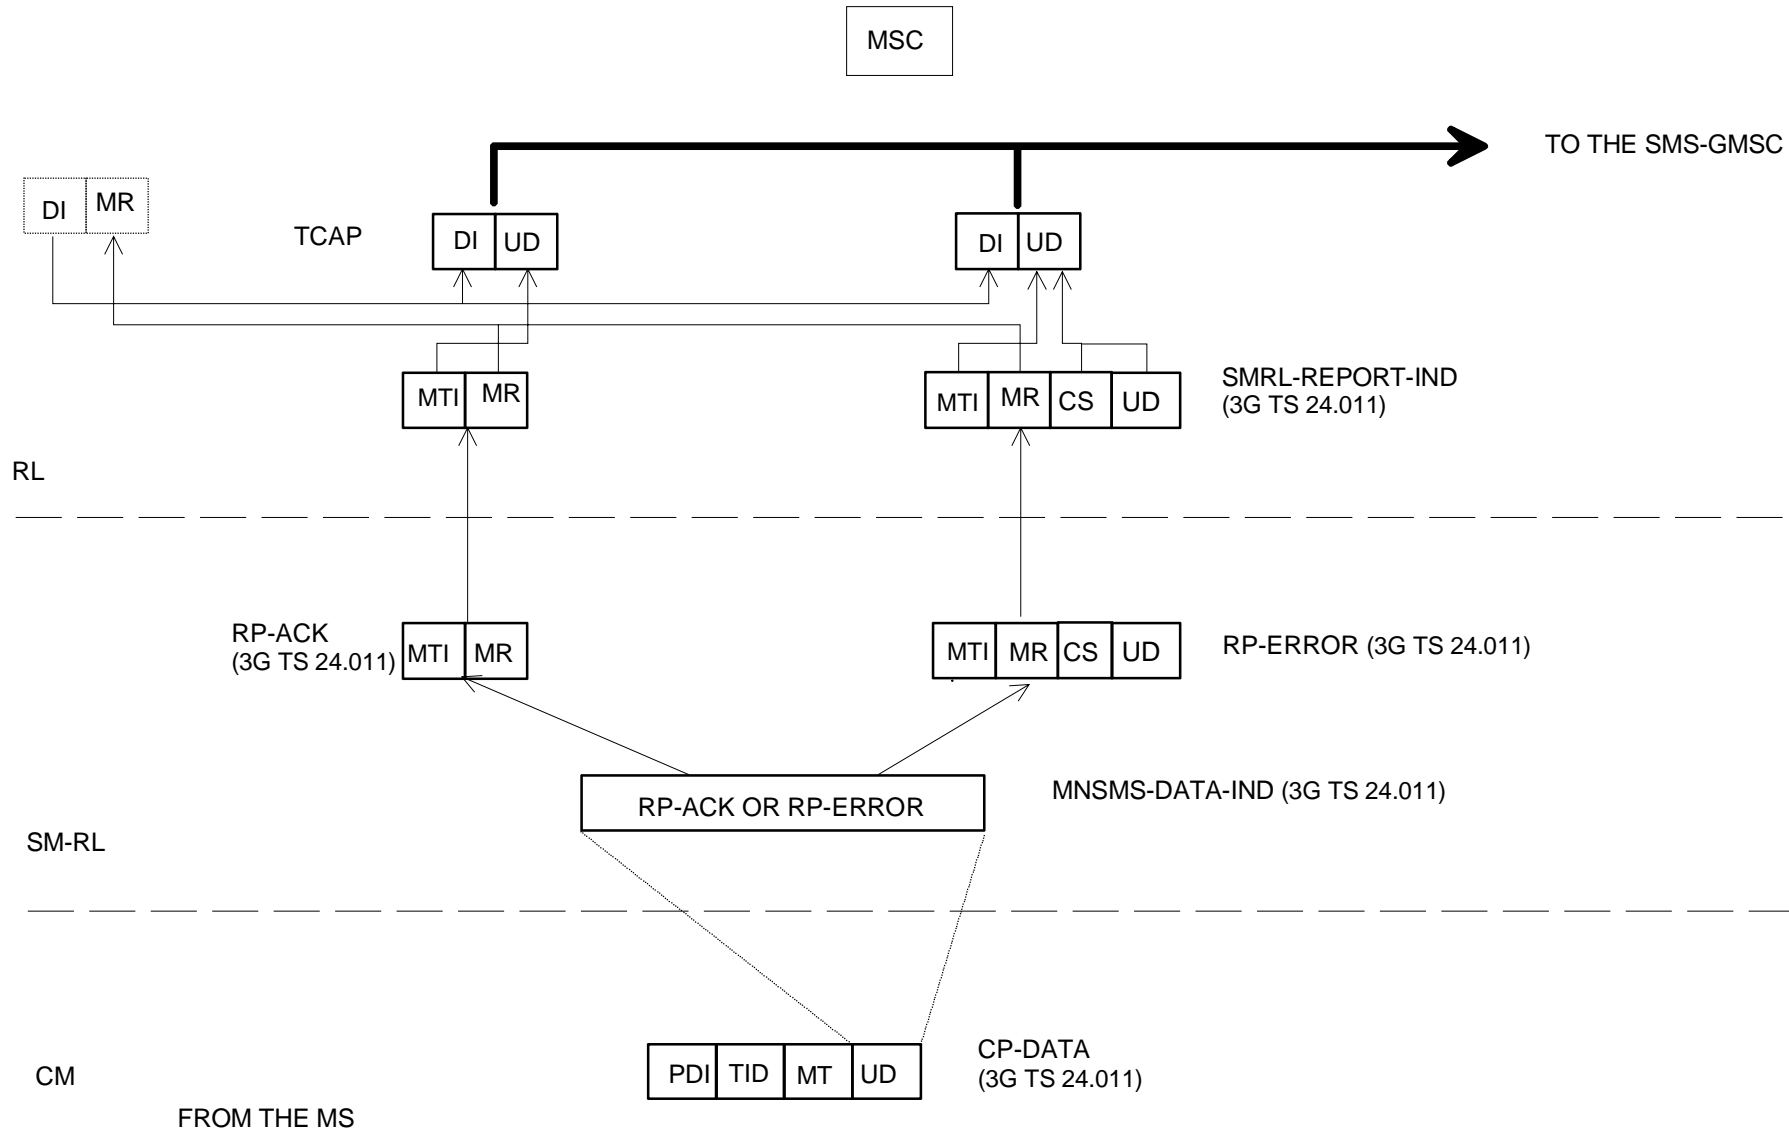 MSC
TO THE SMS-GMSC
DI MR
TCAP
DI UD
DI UD
MTI MR
MTI MR CS UD
SMRL-REPORT-IND
(3G TS 24.011)
RL
RP-ACK
(3G TS 24.011)
MTI MR
MTI MR CS UD
RP-ERROR (3G TS 24.011)
RP-ACK OR RP-ERROR
MNSMS-DATA-IND (3G TS 24.011)
SM-RL
CM
PDI TID MT UD
CP-DATA
(3G TS 24.011)
FROM THE MS